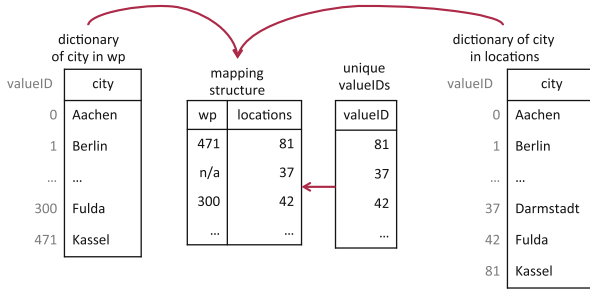 dictionary
of city in wp
valueID
city
0 Aachen
1 Berlin
... ...
300 Fulda
471 Kassel
mapping
structure
wp locations
471 81
n/a 37
300 42
... ...
unique
valueIDs
valueID
81
37
42
...
dictionary of city
in locations
valueID
city
0 Aachen
1 Berlin
... ...
37 Darmstadt
42 Fulda
81 Kassel